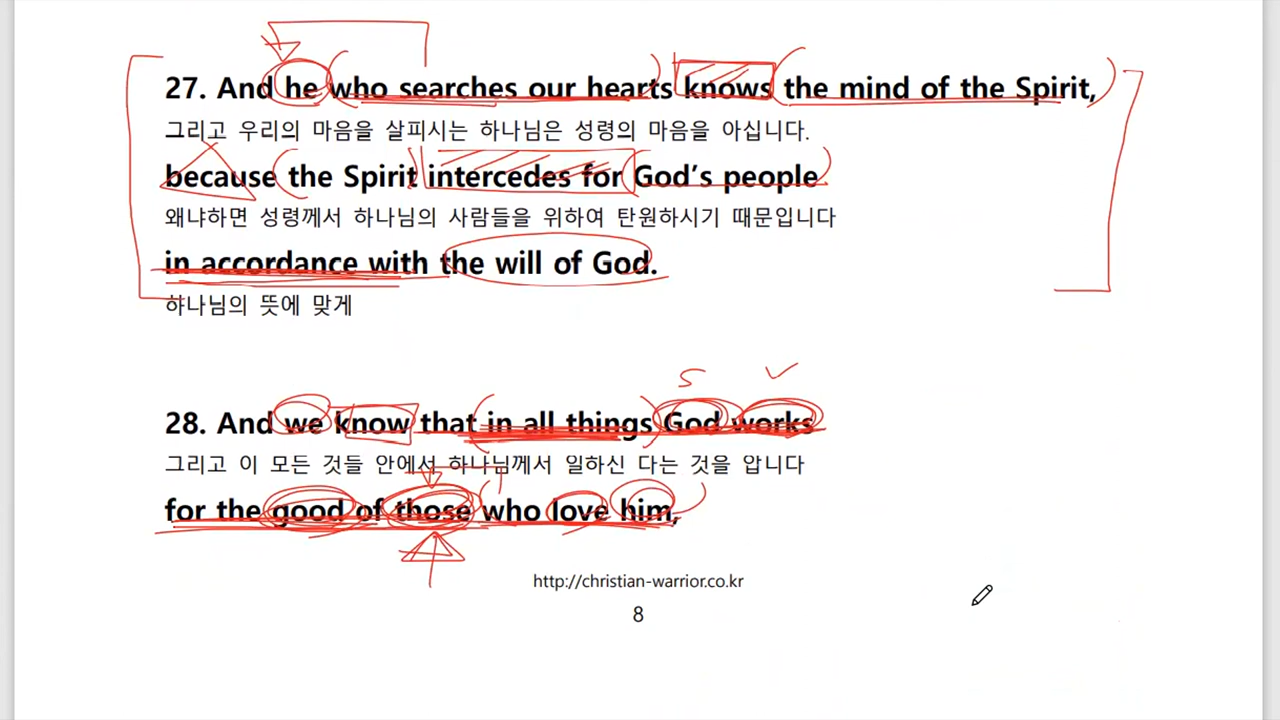 27. And he who searches our hearts knows the mind of the Spirit,
그리고 우리의 마음을 살피시는 하나님은 성령의 마음을 아십니다.
because the Spirit intercedes for God's people
왜냐하면 성령께서 하나님의 사람들을 위하여 탄원하시기 때문입니다
in accordance with the will of God.
하나님의 뜻에 맞게
S V
28. And we know that in all things God works
그리고 이 모든 것들 안에서 하나님께서 일하신 다는 것을 압니다
for the good of those who love him,
http://christian-warrior.co.kr
8